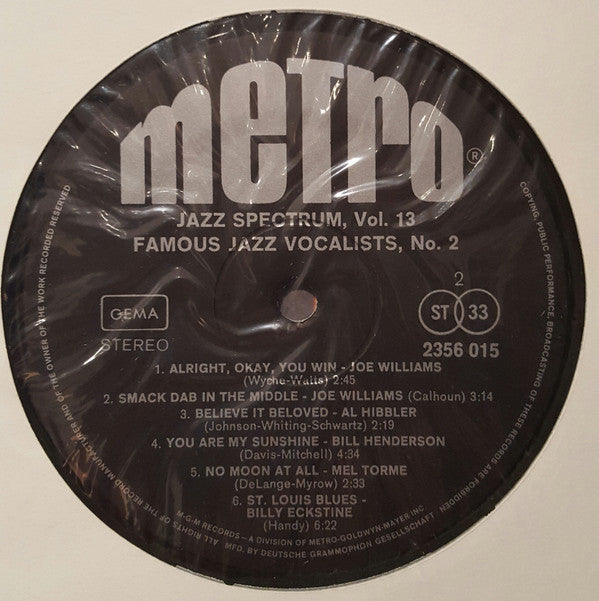 meTro®
JAZZ SPECTRUM, Vol. 13
FAMOUS JAZZ VOCALISTS, No. 2
GEMA
STEREO
2
ST 33
2356 015
1. ALRIGHT, OKAY, YOU WIN - JOE WILLIAMS
(Wyche-Watts) 2:45
2. SMACK DAB IN THE MIDDLE - JOE WILLIAMS (Calhoun) 3:14
3. BELIEVE IT BELOVED - AL HIBBLER
(Johnson-Whiting-Schwartz) 2:19
4. YOU ARE MY SUNSHINE - BILL HENDERSON
(Davis-Mitchell) 4:34
5. NO MOON AT ALL - MEL TORME
(DeLange-Myrow) 2:33
6. ST. LOUIS BLUES -
BILLY ECKSTINE
(Handy) 6:22
M-G-M RECORDS - A DIVISION OF METRO-GOLDWYN-MAYER INC
MFD. BY DEUTSCHE GRAMMOPHON GESELLSCHAFT
ALL RIGHTS OF THE RECORD MANUFACTURER AND OF THE OWNER OF THE WORK RECORDED RESERVED
COPYING, PUBLIC PERFORMANCE, BROADCASTING OF THESE RECORDS ARE FORBIDDEN